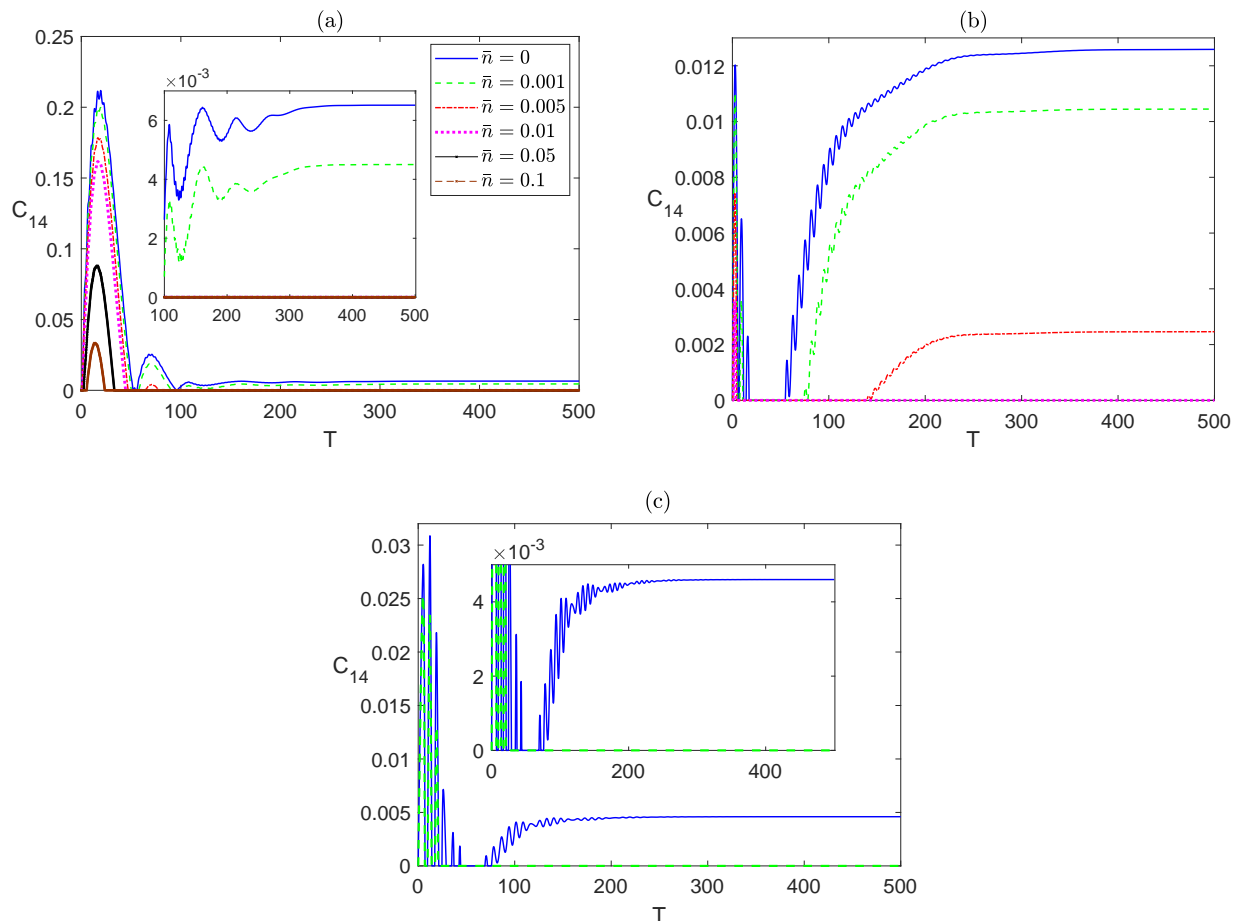 (a)
0.25
0.2
0.15
0.1
0.05
0
C14
0 100 200 300 400 500
T
×10-3
6
4
2
0
100 200 300 400 500
n̄ = 0
n̄ = 0.001
n̄ = 0.005
n̄ = 0.01
n̄ = 0.05
n̄ = 0.1
(b)
0.012
0.01
0.008
0.006
0.004
0.002
0
C14
0 100 200 300 400 500
T
(c)
0.03
0.025
0.02
0.015
0.01
0.005
0
C14
0 100 200 300 400 500
T
×10-3
4
2
0
0 200 400